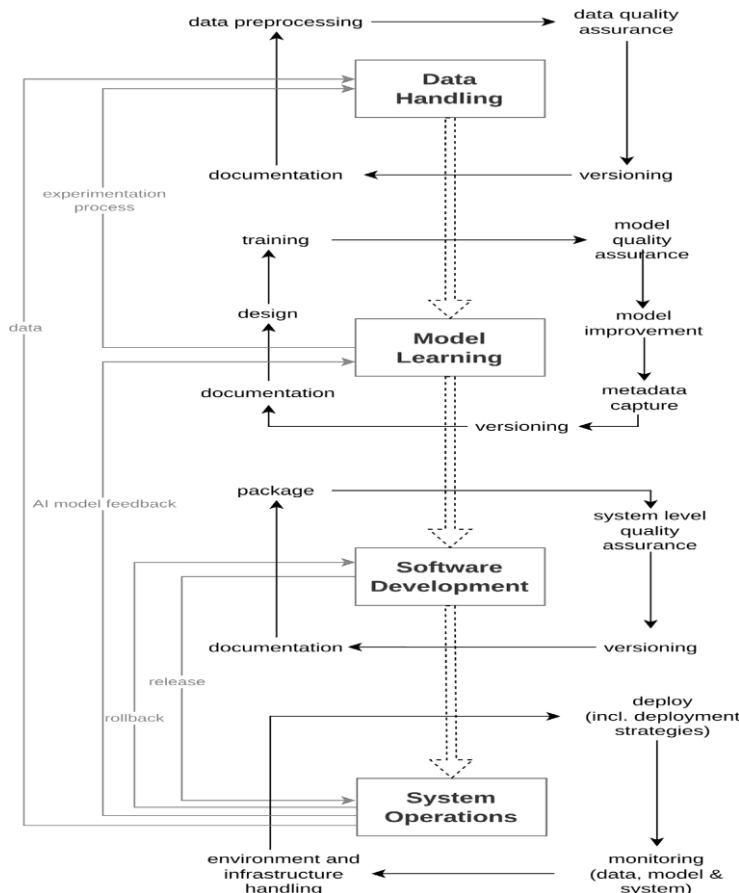 data preprocessing
data quality
assurance
Data
Handling
documentation
versioning
experimentation
process
training
model
quality
assurance
design
model
improvement
data
Model
Learning
documentation
metadata
capture
versioning
AI model feedback
package
system level
quality
assurance
Software
Development
documentation
versioning
release
rollback
deploy
(incl. deployment
strategies)
System
Operations
environment and
infrastructure
handling
monitoring
(data, model &
system)